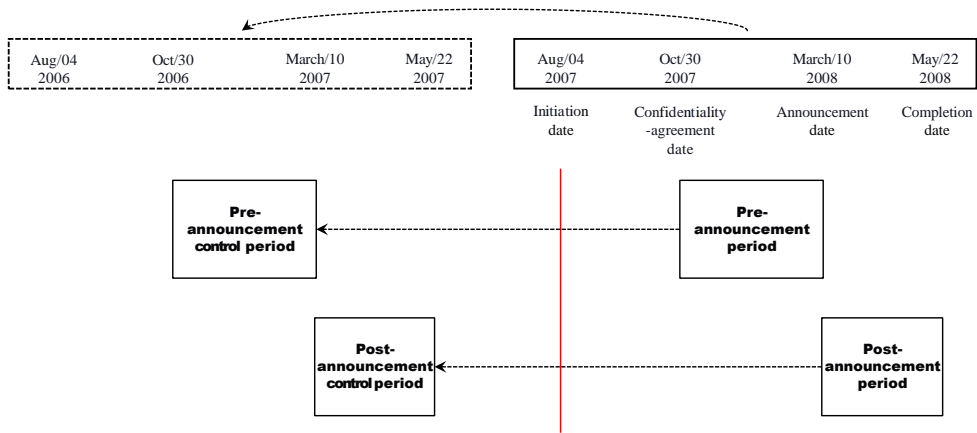 Aug/04 Oct/30 March/10 May/22 Aug/04 Oct/30 March/10 May/22
2006 2006 2007 2007 2007 2007 2008 2008
Initiation Confidentiality Announcement Completion
date -agreement date date
date
Pre-
announcement
control period
Pre-
announcement
period
Post-
announcement
control period
Post-
announcement
period